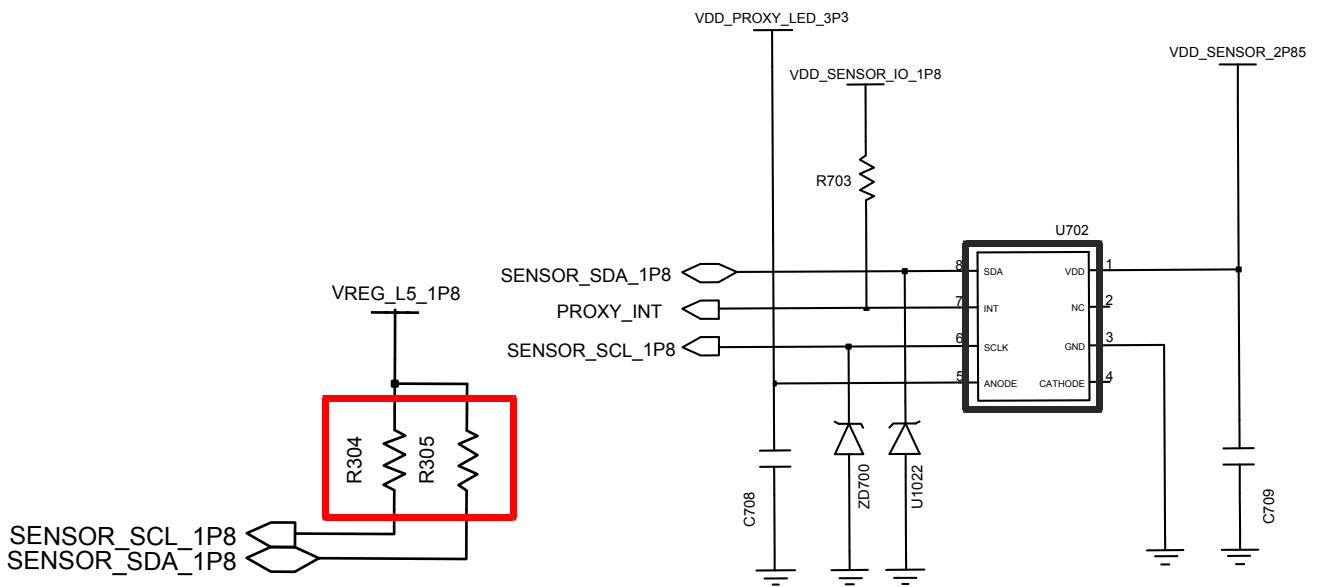 VDD_PROXY_LED_3P3
VDD_SENSOR_2P85
VDD_SENSOR_IO_1P8
R703
U702
SENSOR_SDA_1P8
8
SDA
VDD
1
PROXY_INT
7
INT
NC
2
SENSOR_SCL_1P8
6
SCLK
GND
3
5
ANODE
CATHODE
4
VREG_L5_1P8
R304
R305
C708
ZD700
U1022
C709
SENSOR_SCL_1P8
SENSOR_SDA_1P8